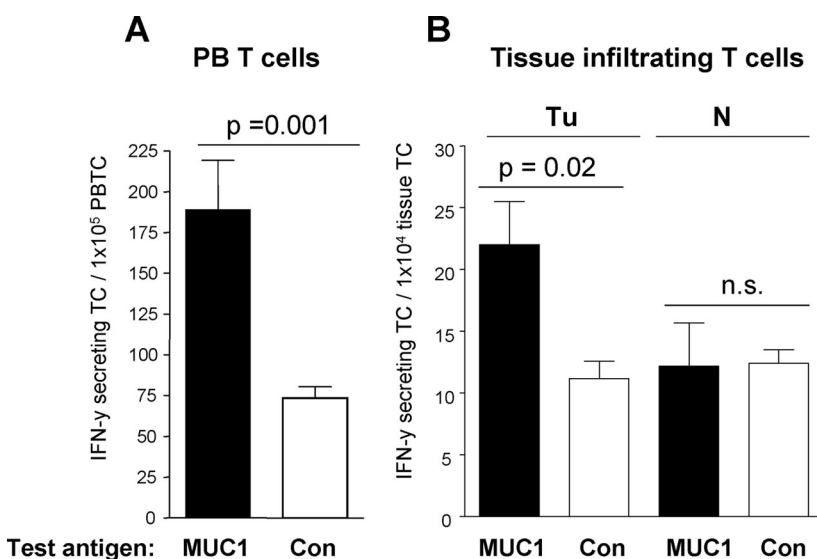 A
PB T cells
p =0.001
IFN-y secreting TC / 1x10⁵ PBTC
225
200
175
150
125
100
75
50
25
0
B
Tissue infiltrating T cells
Tu
N
p = 0.02
n.s.
IFN-y secreting TC / 1x10⁴ tissue TC
30
25
20
15
10
5
0
Test antigen: MUC1 Con MUC1 Con MUC1 Con